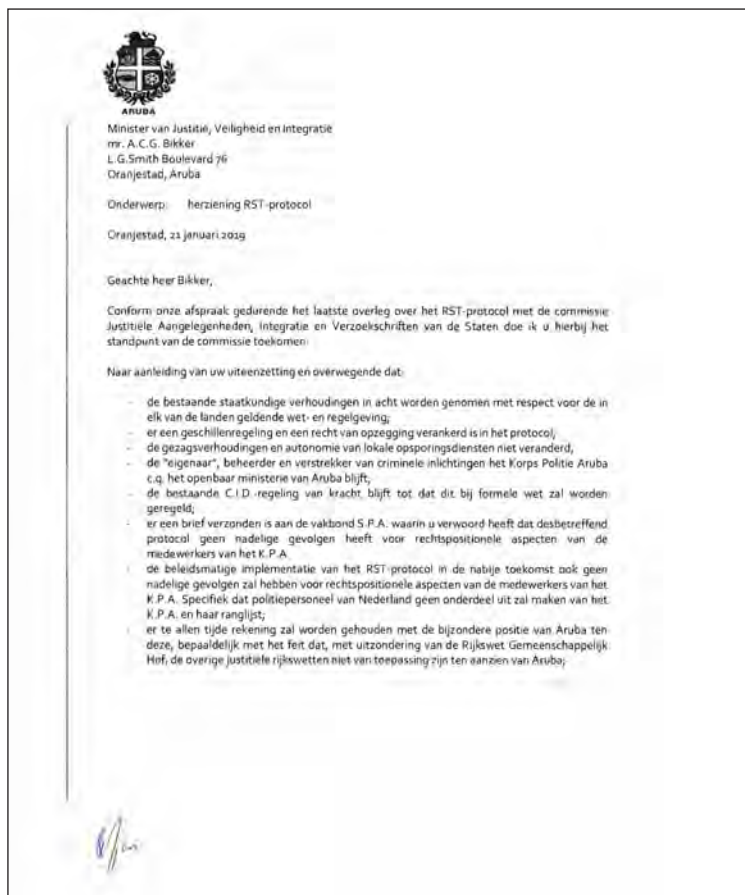 ARUBA
Minister van Justitie, Veiligheid en Integratie
mr. A.C.G. Bikker
L.G.Smith Boulevard 76
Oranjestad, Aruba
Onderwerp: herziening RST-protocol
Oranjestad, 21 januari 2019
Geachte heer Bikker,
Conform onze afspraak gedurende het laatste overleg over het RST-protocol met de commissie
Justitiële Aangelegenheden, Integratie en Verzoekschriften van de Staten doe ik u hierbij het
standpunt van de commissie toekomen.
Naar aanleiding van uw uiteenzetting en overwegende dat:
- de bestaande staatkundige verhoudingen in acht worden genomen met respect voor de in
elk van de landen geldende wet- en regelgeving;
- er een geschillenregeling en een recht van opzegging verankerd is in het protocol;
- de gezagsverhoudingen en autonomie van lokale opsporingsdiensten niet veranderd,
- de "eigenaar", beheerder en verstrekker van criminele inlichtingen het Korps Politie Aruba
c.q. het openbaar ministerie van Aruba blijft;
- de bestaande C.I.D.-regeling van kracht blijft tot dat dit bij formele wet zal worden
geregeld;
- er een brief verzonden is aan de vakbond S.P.A. waarin u verwoord heeft dat desbetreffend
protocol geen nadelige gevolgen heeft voor rechtspositionele aspecten van de
medewerkers van het K.P.A.
- de beleidsmatige implementatie van het RST-protocol in de nabije toekomst ook geen
nadelige gevolgen zal hebben voor rechtspositionele aspecten van de medewerkers van het
K.P.A. Specifiek dat politiepersoneel van Nederland geen onderdeel uit zal maken van het
K.P.A. en haar ranglijst;
- er te allen tijde rekening zal worden gehouden met de bijzondere positie van Aruba ten
deze, bepaaldelijk met het feit dat, met uitzondering van de Rijkswet Gemeenschappelijk
Hof, de overige justitiële rijkswetten niet van toepassing zijn ten aanzien van Aruba;